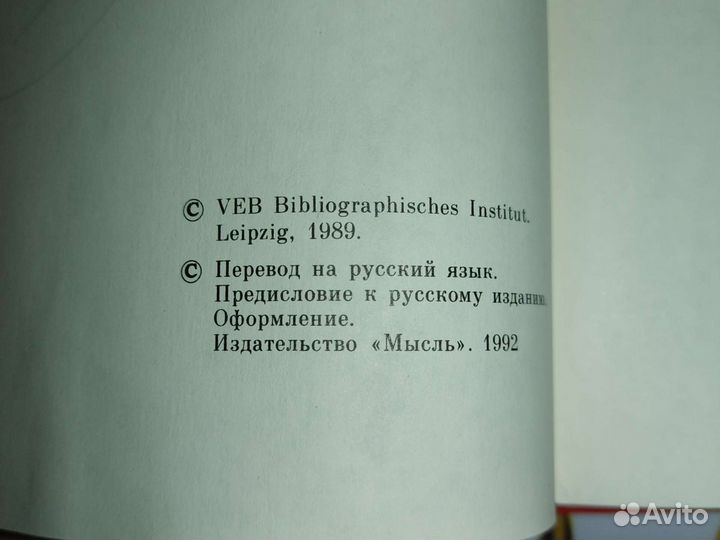 © VEB Bibliographisches Institut.
Leipzig, 1989.
© Перевод на русский язык.
Предисловие к русскому изданию.
Оформление.
Издательство «Мысль». 1992
Avito